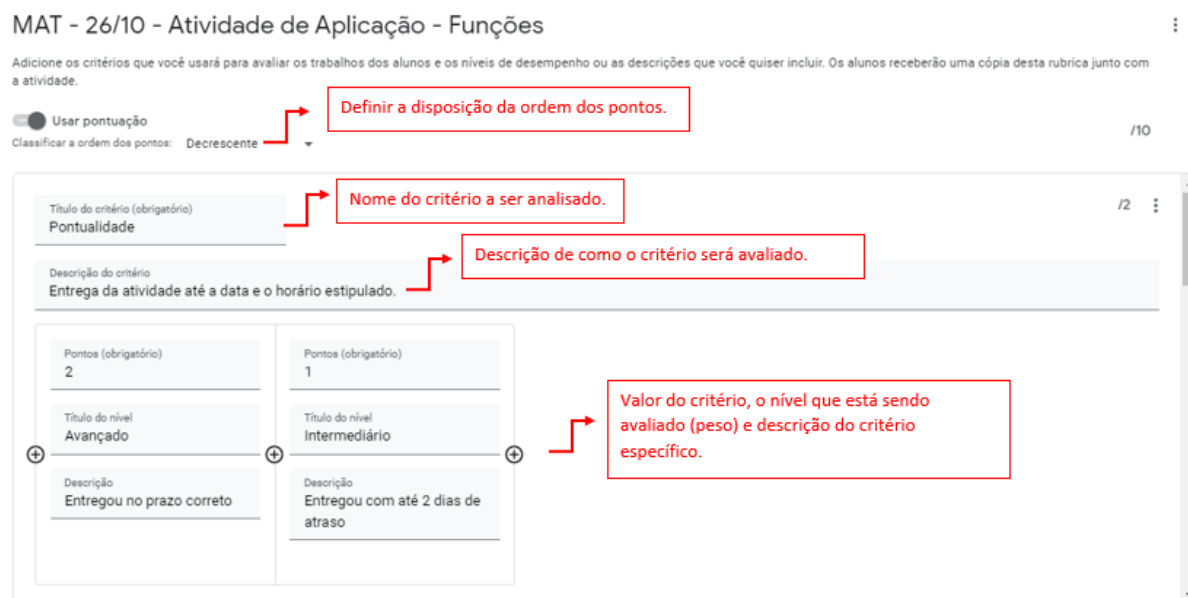 MAT - 26/10 - Atividade de Aplicação - Funções
Adicione os critérios que você usará para avaliar os trabalhos dos alunos e os níveis de desempenho ou as descrições que você quiser incluir. Os alunos receberão uma cópia desta rubrica junto com
a atividade.
Definir a disposição da ordem dos pontos.
Usar pontuação
/10
Classificar a ordem dos pontos: Decrescente
Nome do critério a ser analisado.
/2
Título do critério (obrigatório)
Pontualidade
Descrição de como o critério será avaliado.
Descrição do critério
Entrega da atividade até a data e o horário estipulado.
Pontos (obrigatório)
2
Título do nível
Avançado
Descrição
Entregou no prazo correto
Pontos (obrigatório)
1
Título do nível
Intermediário
Descrição
Entregou com até 2 dias de
atraso
Valor do critério, o nível que está sendo
avaliado (peso) e descrição do critério
específico.